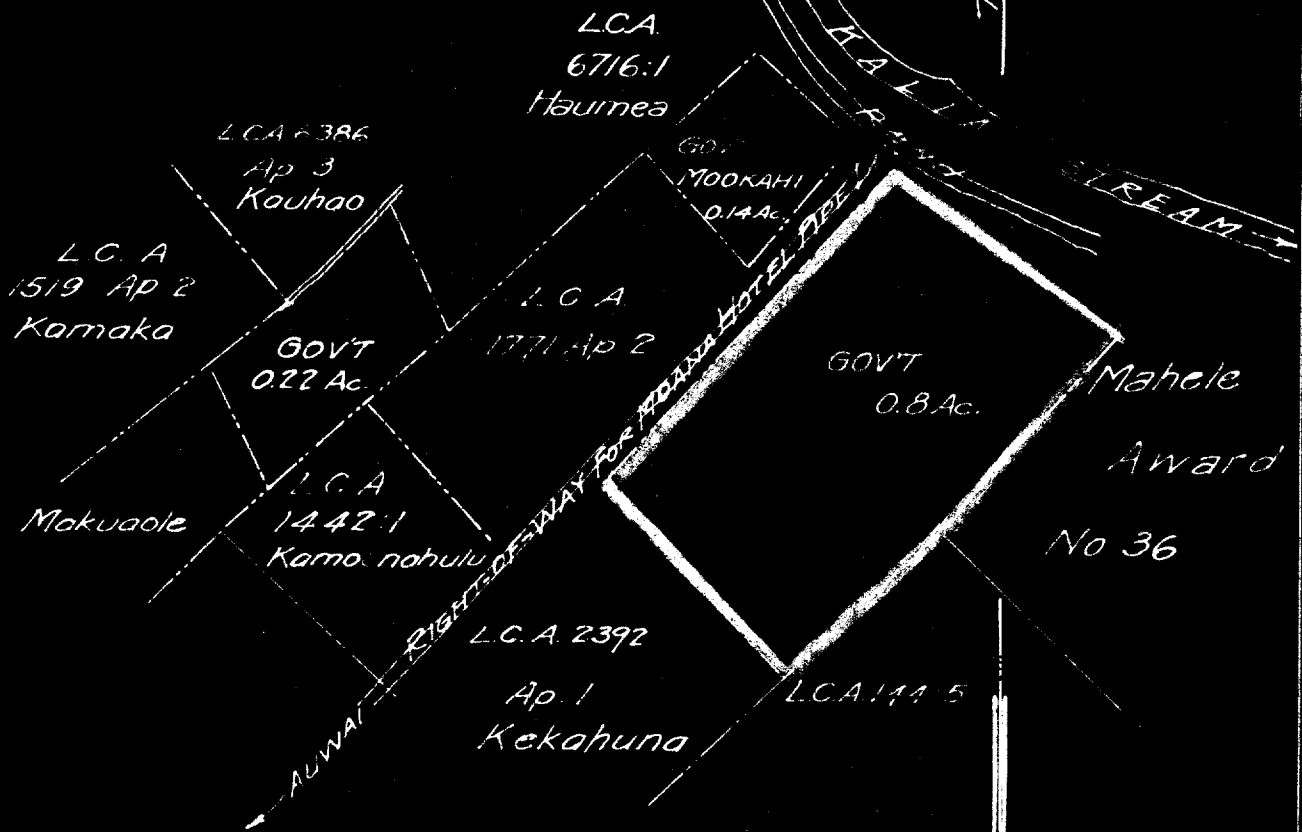 L.C.A.
6716:1
Haumea
KALIA
ROAD
STREAM
Ap 3
Kauhao
GOV'T
MOOKAHI
0.14 Ac.
L.C. A
1519 Ap 2
Kamaka
GOV'T
0.22 Ac.
L C A
1771 Ap 2
RIGHT-OF-WAY FOR MOANA HOTEL
GOV'T
0.8 Ac.
Mahele
Award
No 36
Makuaole
L.C.A
1442:1
L.C.A. 2392
Ap. 1
Kekahuna
AUWAI